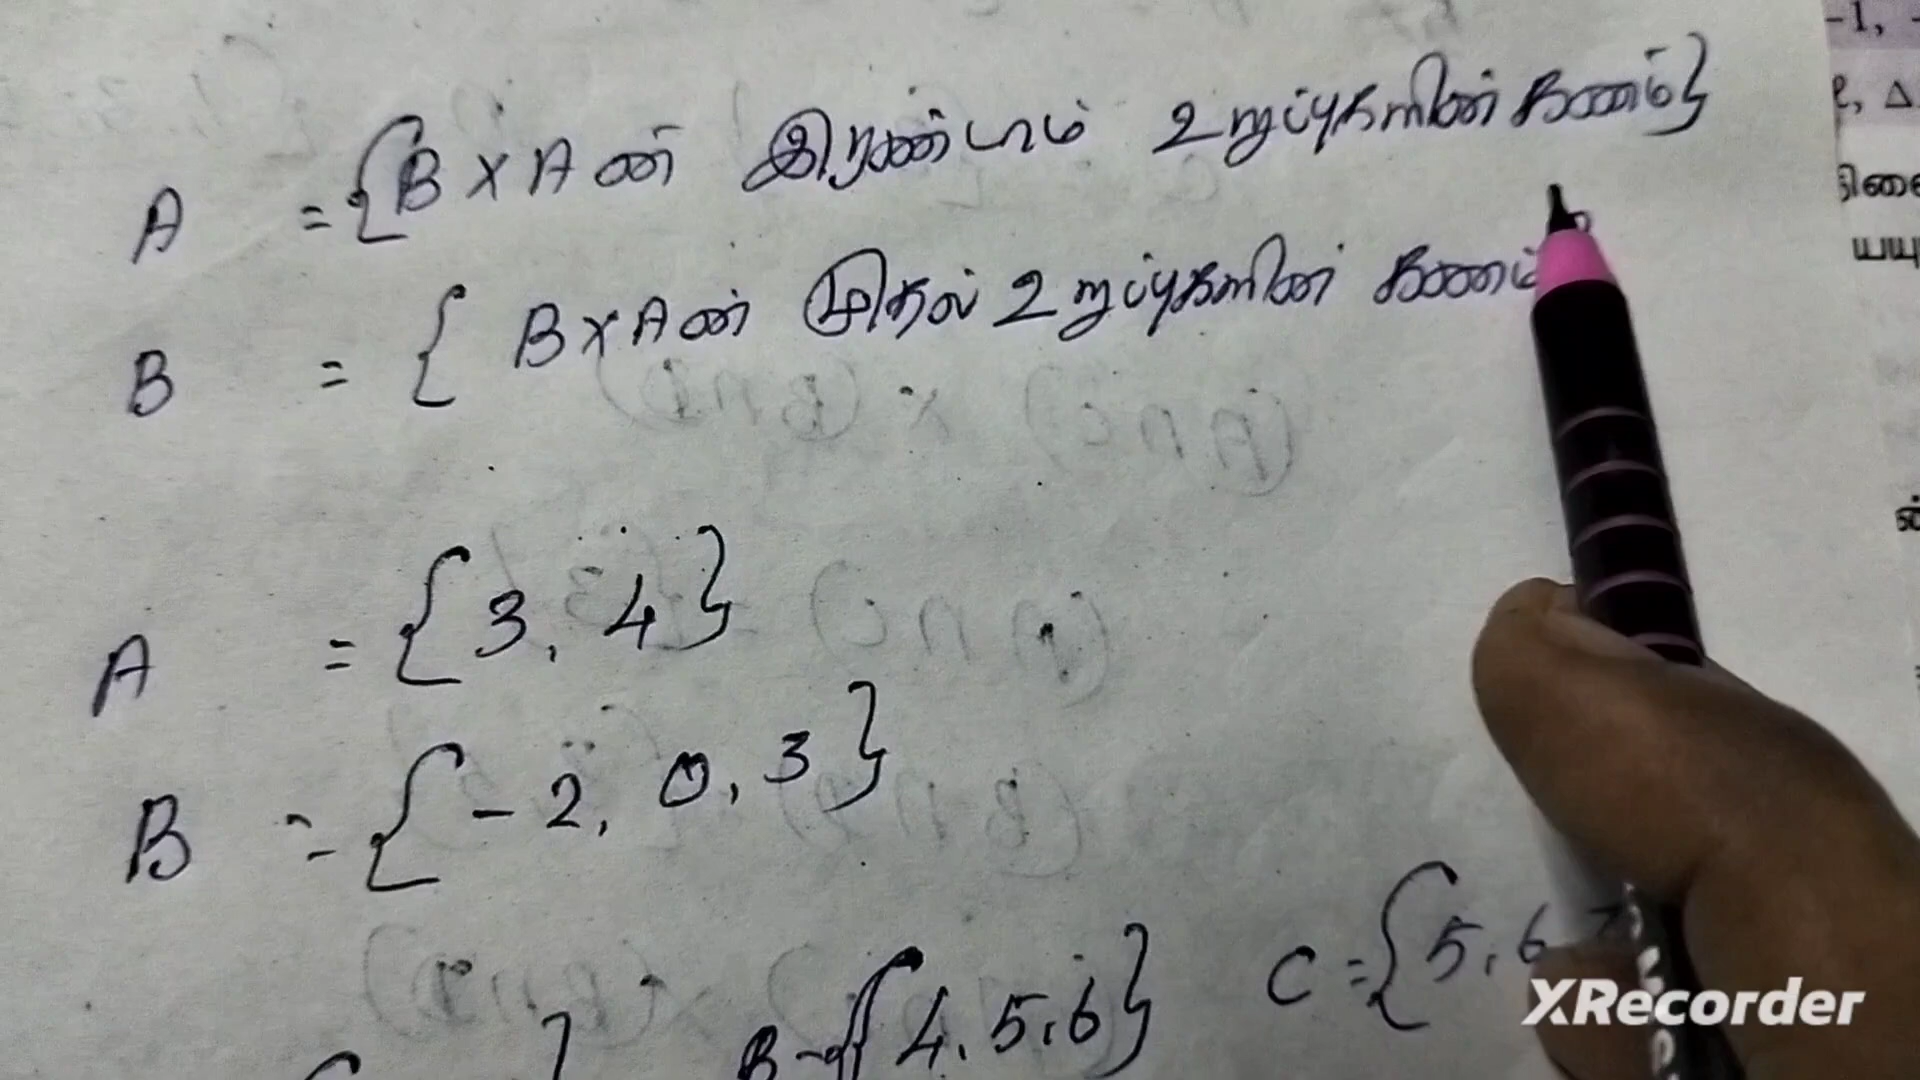 A = {B X A ன் இரண்டாம் உறுப்புகளின் கணம்}
B = { B X A ன் முதல் உறுப்புகளின் கணம்
A = {3, 4}
B = {-2, 0, 3}
B = {4, 5, 6} C = {5, 6
-1,
XRecorder